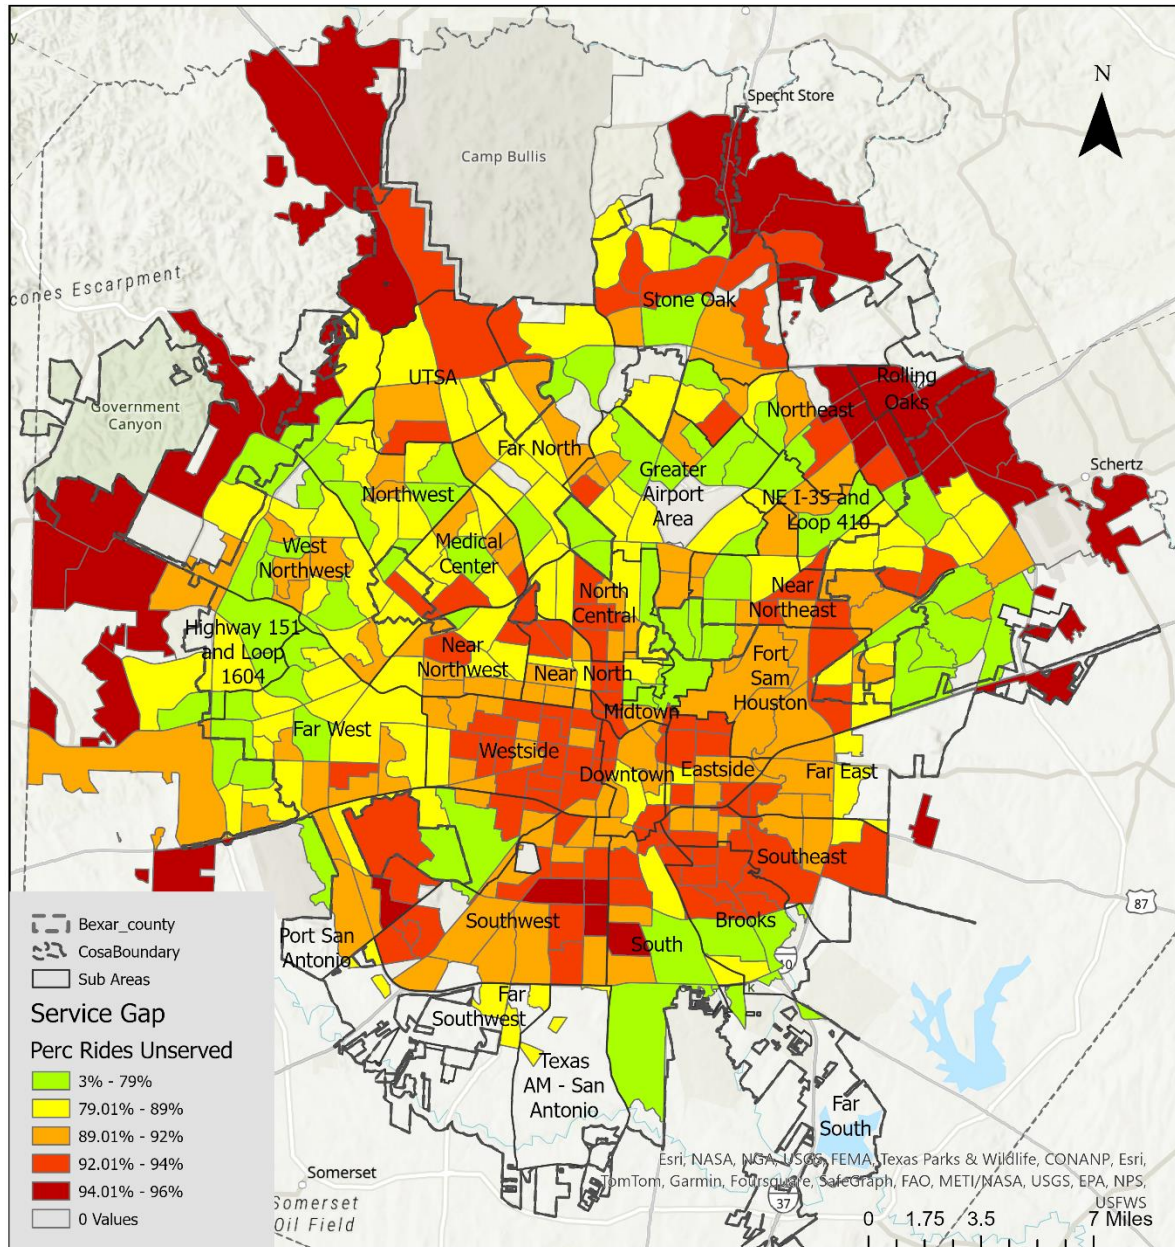 y
N
Specht Store
Camp Bullis
cones Escarpment
Stone Oak
UTSA
Rolling
Oaks
Government
Canyon
Northeast
Far North
Schertz
Greater
Airport
Area
Northwest
NE I-35 and
Loop 410
Medical
Center
West
Northwest
North
Central
Near
Northeast
Highway 151
and Loop
1604
Near
Northwest
Near North
Fort
Sam
Houston
Midtown
Far West
Westside
Downtown
Eastside
Far East
Southeast
87
Southwest
Brooks
Port San
Antonio
South
10
k
Far
Southwest
Texas
AM - San
Antonio
Far
South
Bexar_county
CosaBoundary
Sub Areas
Service Gap
Perc Rides Unserved
3% - 79%
79.01% - 89%
89.01% - 92%
92.01% - 94%
94.01% - 96%
0 Values
Somerset
Somerset
Oil Field
37
Esri, NASA, NGA, USGS, FEMA, Texas Parks & Wildlife, CONANP, Esri,
TomTom, Garmin, Foursquare, SafeGraph, FAO, METI/NASA, USGS, EPA, NPS,
USFWS
0 1.75 3.5 7 Miles